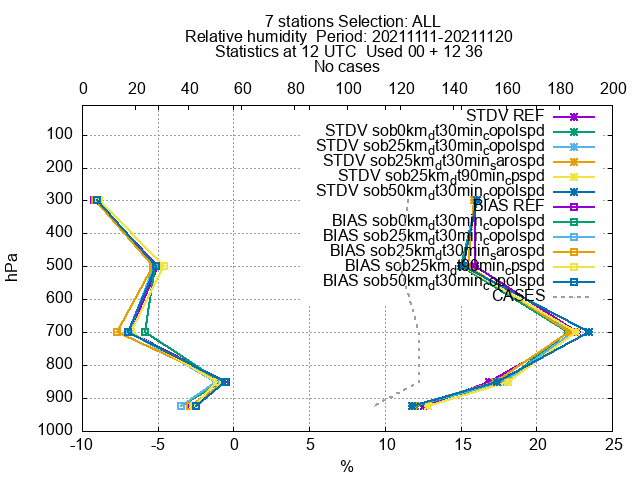 7 stations Selection: ALL
Relative humidity Period: 20211111-20211120
Statistics at 12 UTC Used 00 + 12 36
No cases
0 20 40 60 80 100 120 140 160 180 200
STDV REF
STDV sob0km_dt30min_copolspd
STDV sob25km_dt30min_copolspd
STDV sob25km_dt30min_sarospd
STDV sob25km_dt90min_cpspd
STDV sob50km_dt30min_copolspd
BIAS REF
BIAS sob0km_dt30min_copolspd
BIAS sob25km_dt30min_copolspd
BIAS sob25km_dt30min_sarospd
BIAS sob25km_dt90min_cpspd
BIAS sob50km_dt30min_copolspd
CASES
100
200
300
400
500
600
700
800
900
1000
hPa
-10 -5 0 5 10 15 20 25
%